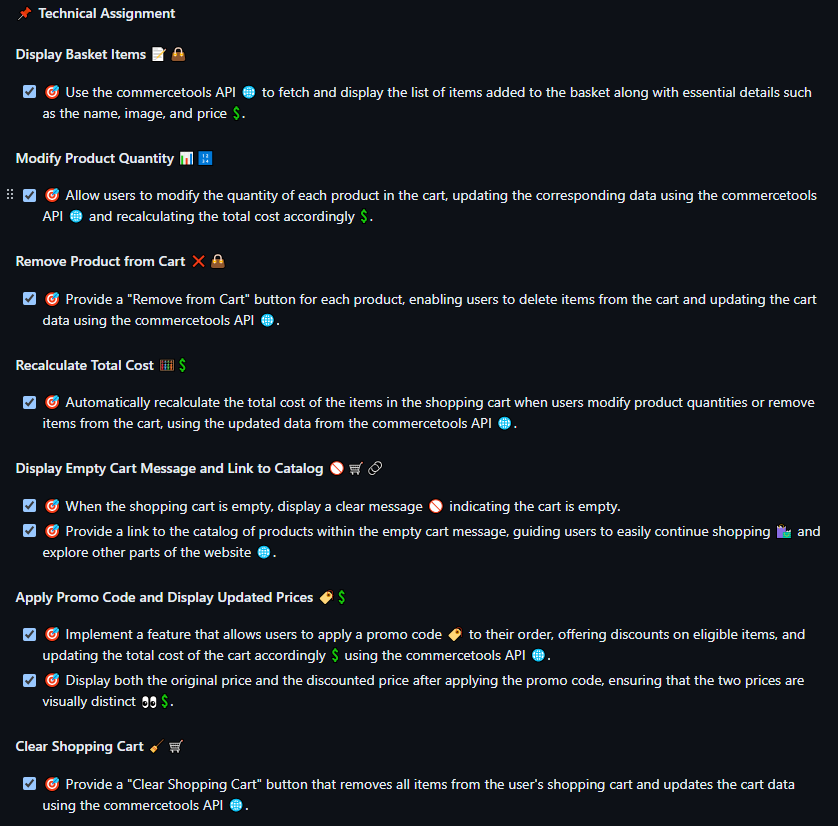 📌 Technical Assignment
Display Basket Items 📝 👜
🎯 Use the commercetools API 🌐 to fetch and display the list of items added to the basket along with essential details such
as the name, image, and price 💲.
Modify Product Quantity 📊 🔢
🎯 Allow users to modify the quantity of each product in the cart, updating the corresponding data using the commercetools
API 🌐 and recalculating the total cost accordingly 💲.
Remove Product from Cart ❌ 👜
🎯 Provide a "Remove from Cart" button for each product, enabling users to delete items from the cart and updating the cart
data using the commercetools API 🌐.
Recalculate Total Cost 🧮 💲
🎯 Automatically recalculate the total cost of the items in the shopping cart when users modify product quantities or remove
items from the cart, using the updated data from the commercetools API 🌐.
Display Empty Cart Message and Link to Catalog 🚫 🛒 🔗
🎯 When the shopping cart is empty, display a clear message 🚫 indicating the cart is empty.
🎯 Provide a link to the catalog of products within the empty cart message, guiding users to easily continue shopping 🛍️ and
explore other parts of the website 🌐.
Apply Promo Code and Display Updated Prices 🏷️ 💲
🎯 Implement a feature that allows users to apply a promo code 🏷️ to their order, offering discounts on eligible items, and
updating the total cost of the cart accordingly 💲 using the commercetools API 🌐.
🎯 Display both the original price and the discounted price after applying the promo code, ensuring that the two prices are
visually distinct 👀 💲.
Clear Shopping Cart 🧹 🛒
🎯 Provide a "Clear Shopping Cart" button that removes all items from the user's shopping cart and updates the cart data
using the commercetools API 🌐.